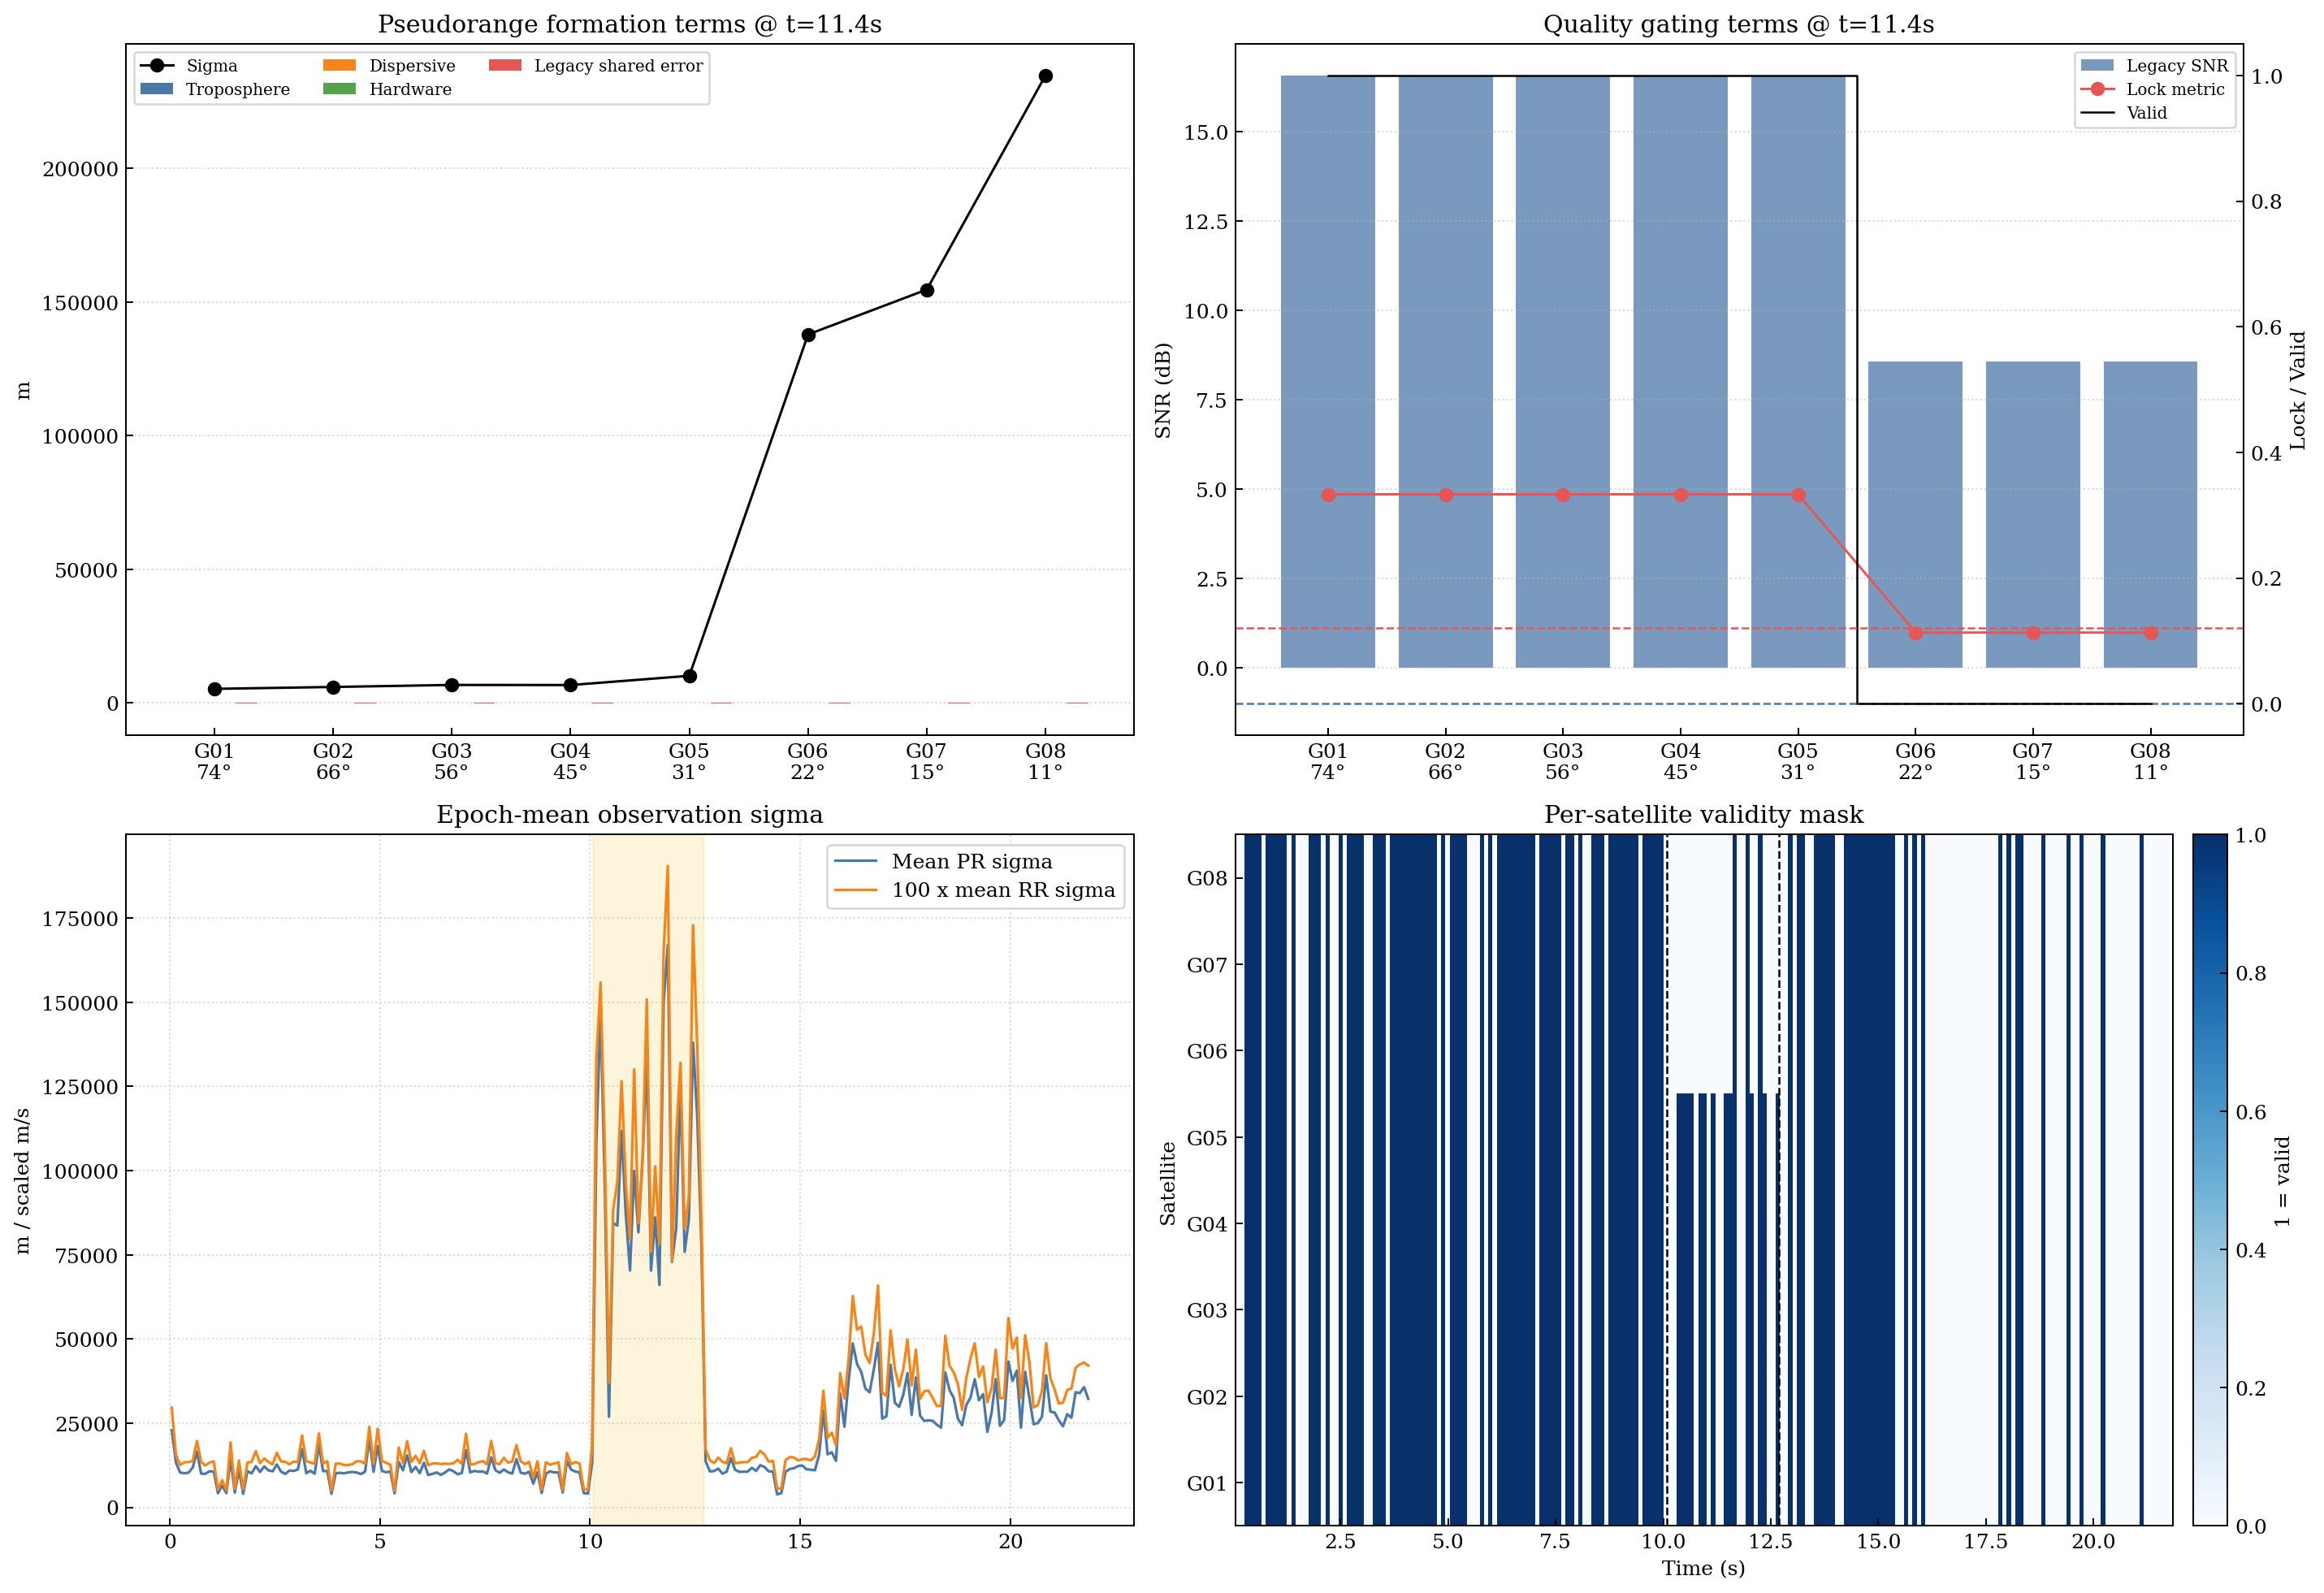 Pseudorange formation terms @ t=11.4s
Sigma
Troposphere
Dispersive
Hardware
Legacy shared error
m
200000
150000
100000
50000
0
G01 G02 G03 G04 G05 G06 G07 G08
74° 66° 56° 45° 31° 22° 15° 11°
Quality gating terms @ t=11.4s
Legacy SNR
Lock metric
Valid
SNR (dB)
15.0
12.5
10.0
7.5
5.0
2.5
0.0
Lock / Valid
1.0
0.8
0.6
0.4
0.2
0.0
G01 G02 G03 G04 G05 G06 G07 G08
74° 66° 56° 45° 31° 22° 15° 11°
Epoch-mean observation sigma
Mean PR sigma
100 x mean RR sigma
m / scaled m/s
175000
150000
125000
100000
75000
50000
25000
0
0 5 10 15 20
Per-satellite validity mask
Satellite
G08
G07
G06
G05
G04
G03
G02
G01
2.5 5.0 7.5 10.0 12.5 15.0 17.5 20.0
Time (s)
1.0
0.8
0.6
0.4
0.2
0.0
1 = valid